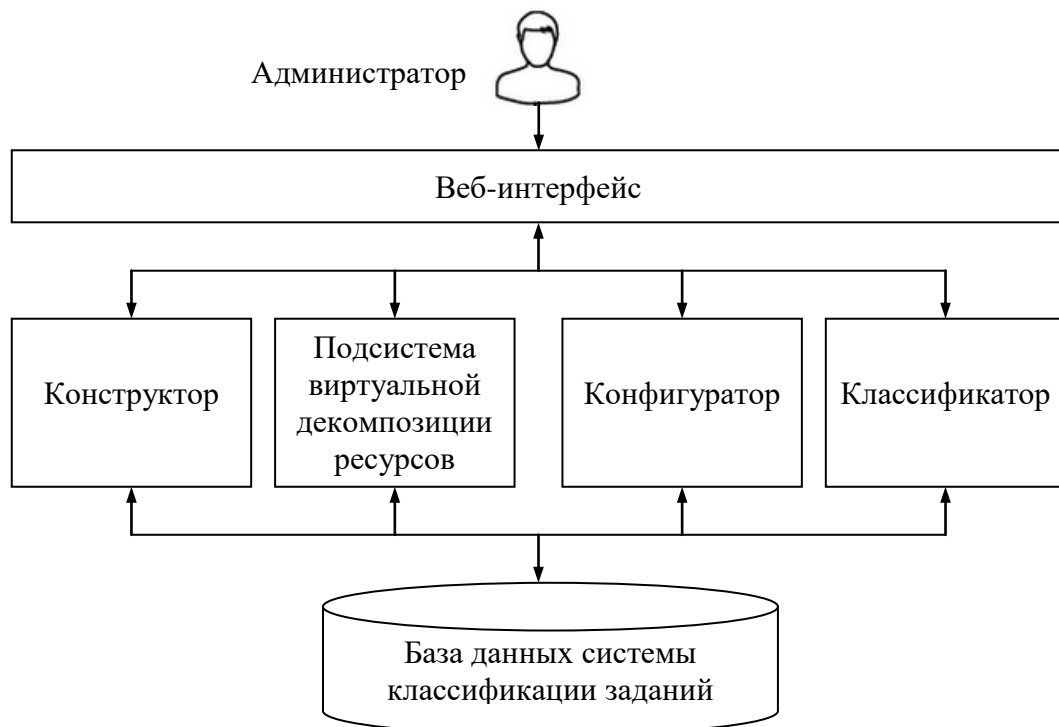 Администратор
Веб-интерфейс
Конструктор
Подсистема
виртуальной
декомпозиции
ресурсов
Конфигуратор
Классификатор
База данных системы
классификации заданий